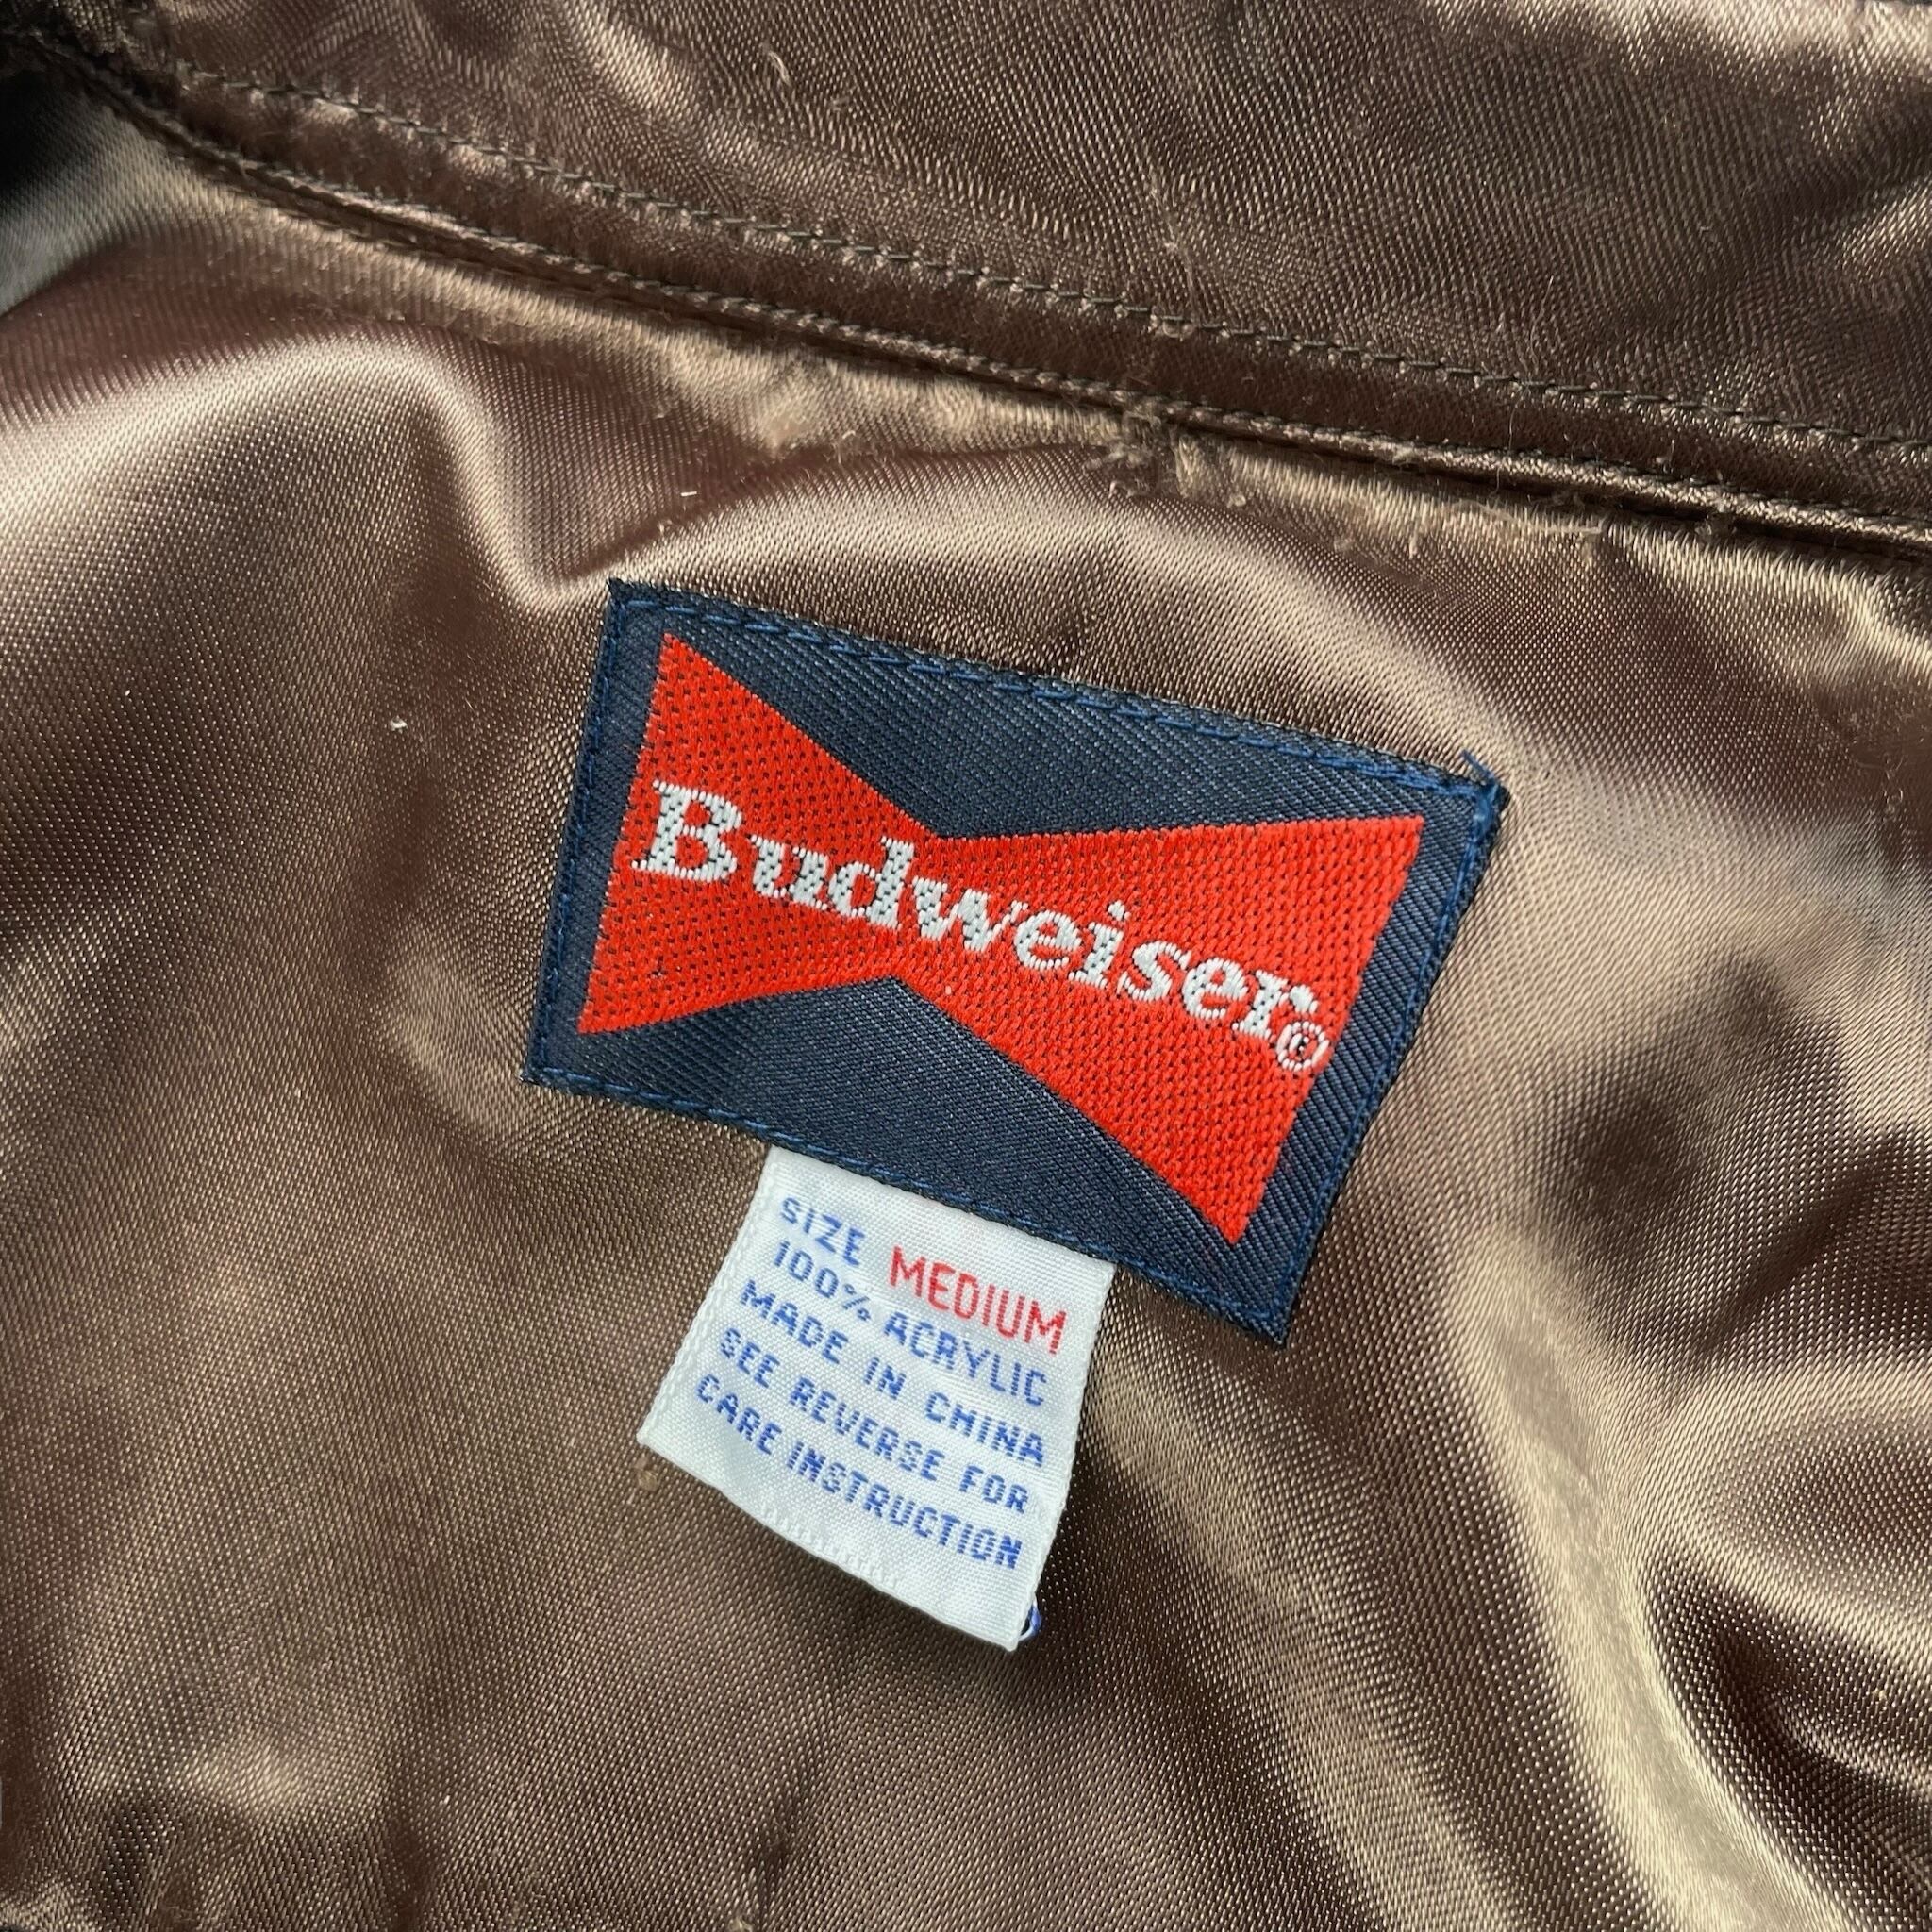 Budweiser®
SIZE MEDIUM
100% ACRYLIC
MADE IN CHINA
SEE REVERSE FOR
CARE INSTRUCTION